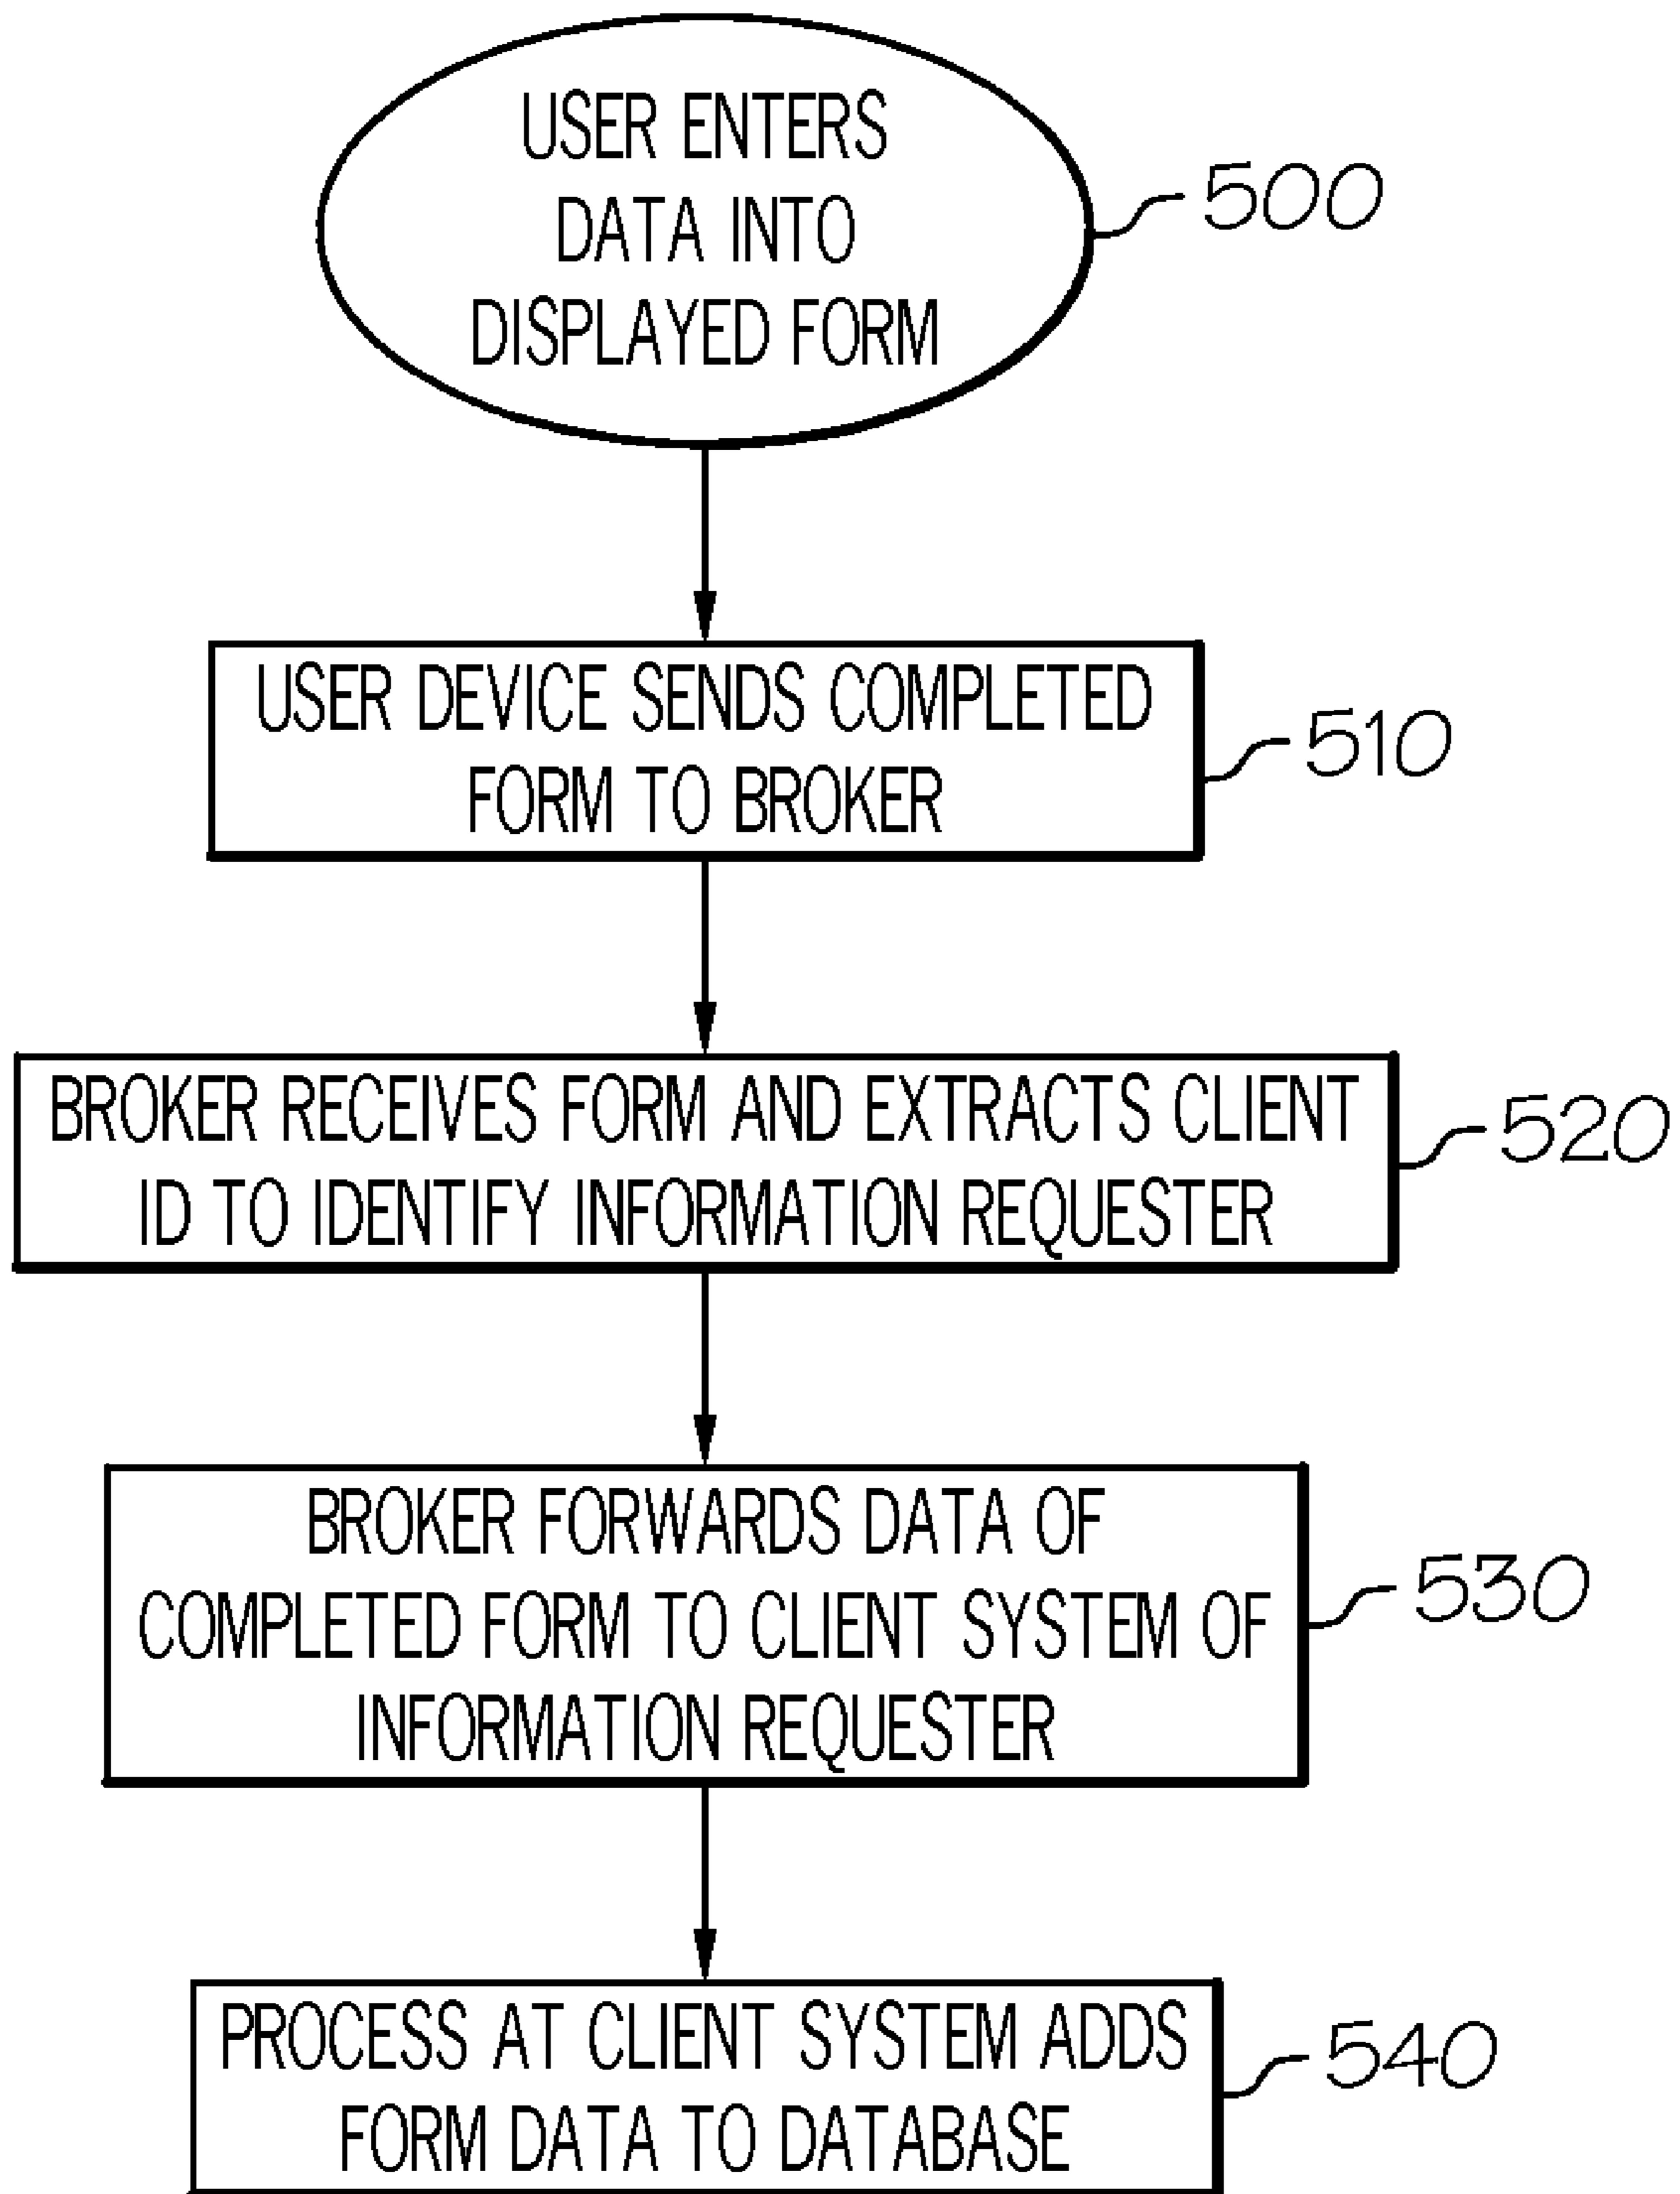 USER ENTERS
DATA INTO
DISPLAYED FORM
500
USER DEVICE SENDS COMPLETED
FORM TO BROKER
510
BROKER RECEIVES FORM AND EXTRACTS CLIENT
ID TO IDENTIFY INFORMATION REQUESTER
520
BROKER FORWARDS DATA OF
COMPLETED FORM TO CLIENT SYSTEM OF
INFORMATION REQUESTER
530
PROCESS AT CLIENT SYSTEM ADDS
FORM DATA TO DATABASE
540